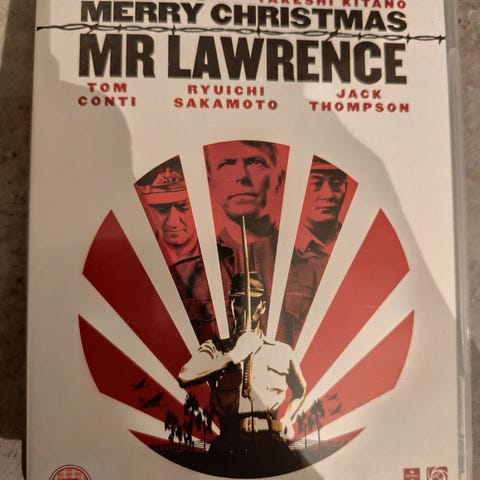 TAKESHI KITANO
MERRY CHRISTMAS
MR LAWRENCE
TOM CONTI
RYUICHI SAKAMOTO
JACK THOMPSON